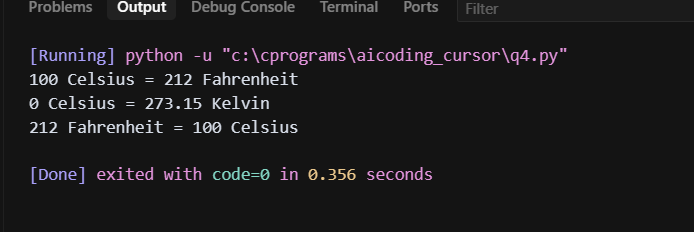 Problems Output Debug Console Terminal Ports Filter
[Running] python -u "c:\cprograms\aicoding_cursor\q4.py"
100 Celsius = 212 Fahrenheit
0 Celsius = 273.15 Kelvin
212 Fahrenheit = 100 Celsius
[Done] exited with code=0 in 0.356 seconds